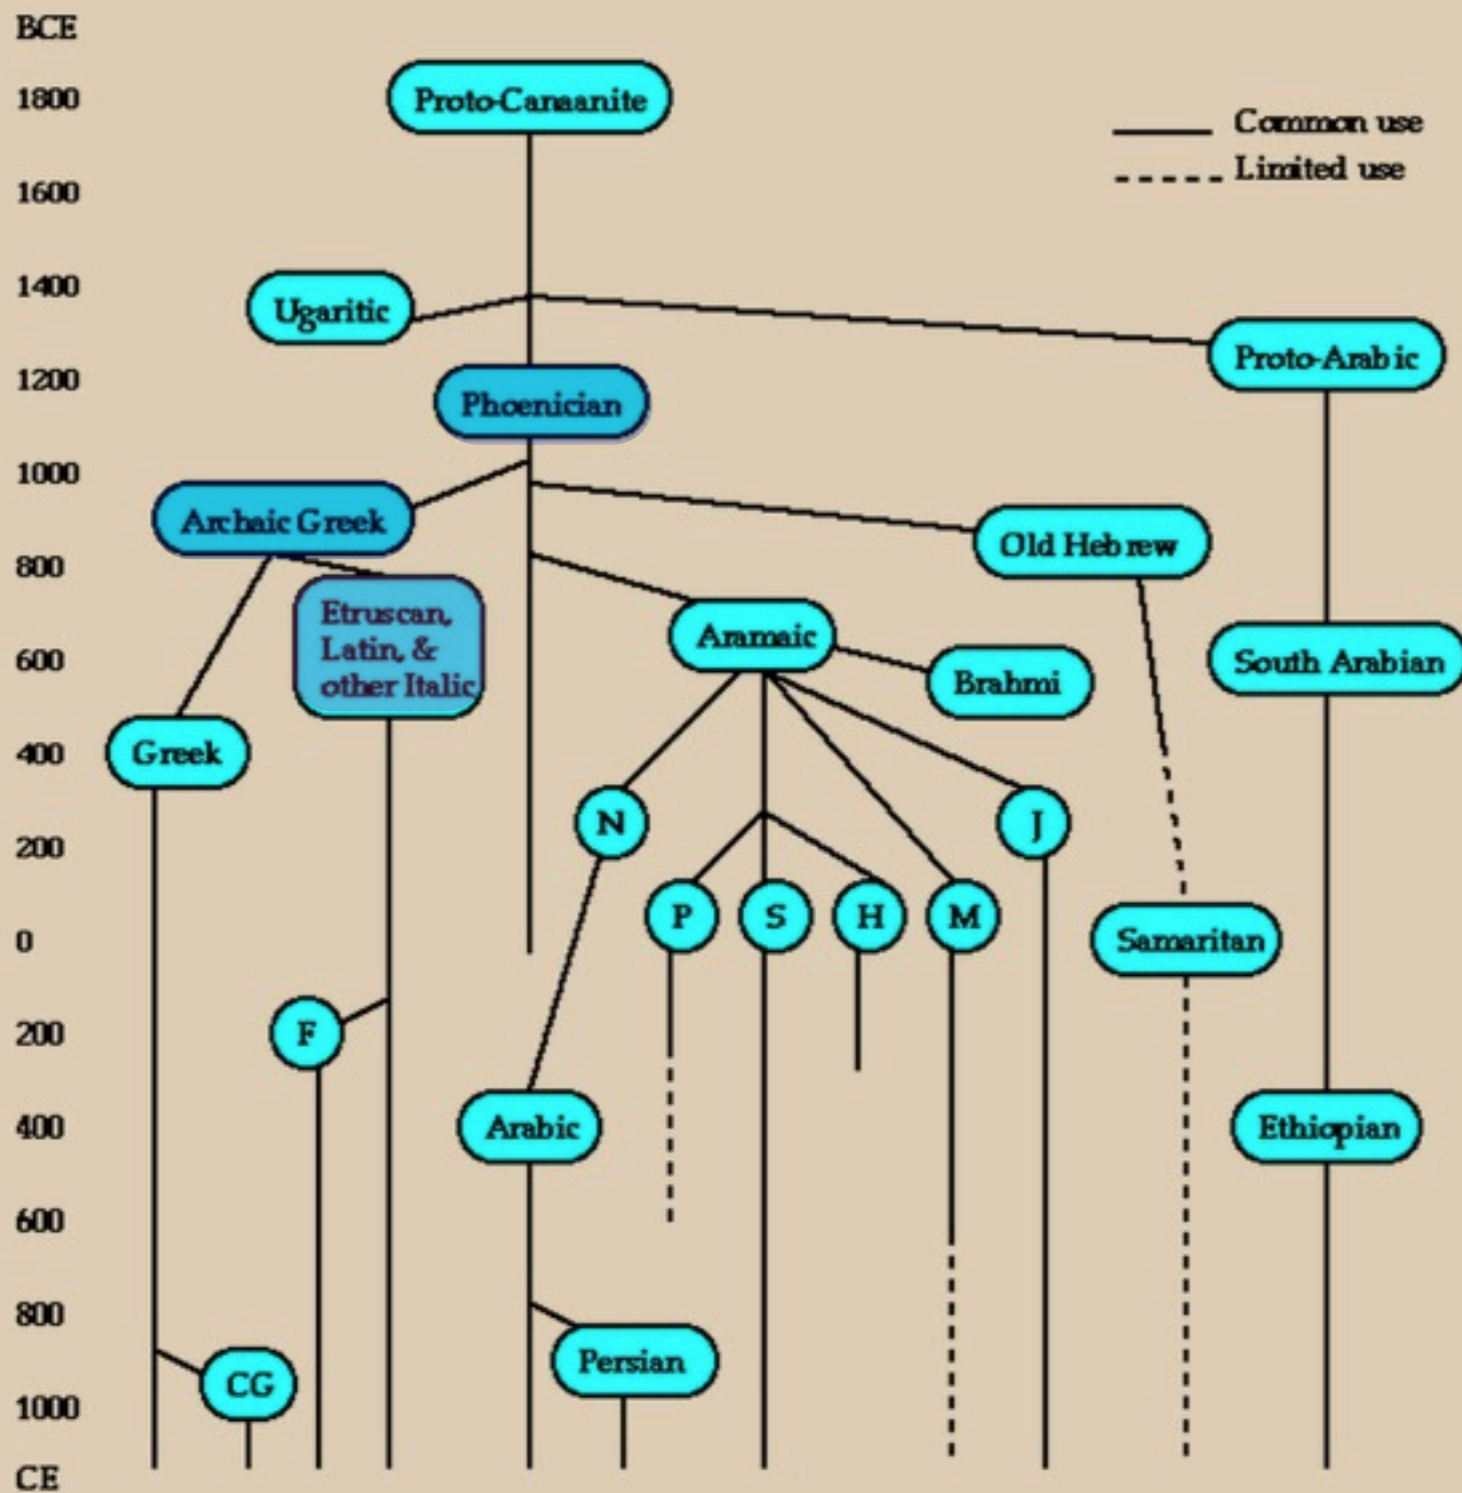 BCE
1800
Proto-Canaanite
Common use
Limited use
1600
1400
Ugaritic
Proto-Arabic
1200
Phoenician
1000
Archaic Greek
Old Hebrew
800
Etruscan,
Latin, &
other Italic
Aramaic
600
Brahmi
South Arabian
400
Greek
N
J
200
P
S
H
M
0
Samaritan
200
F
400
Arabic
Ethiopian
600
800
Persian
CG
1000
CE